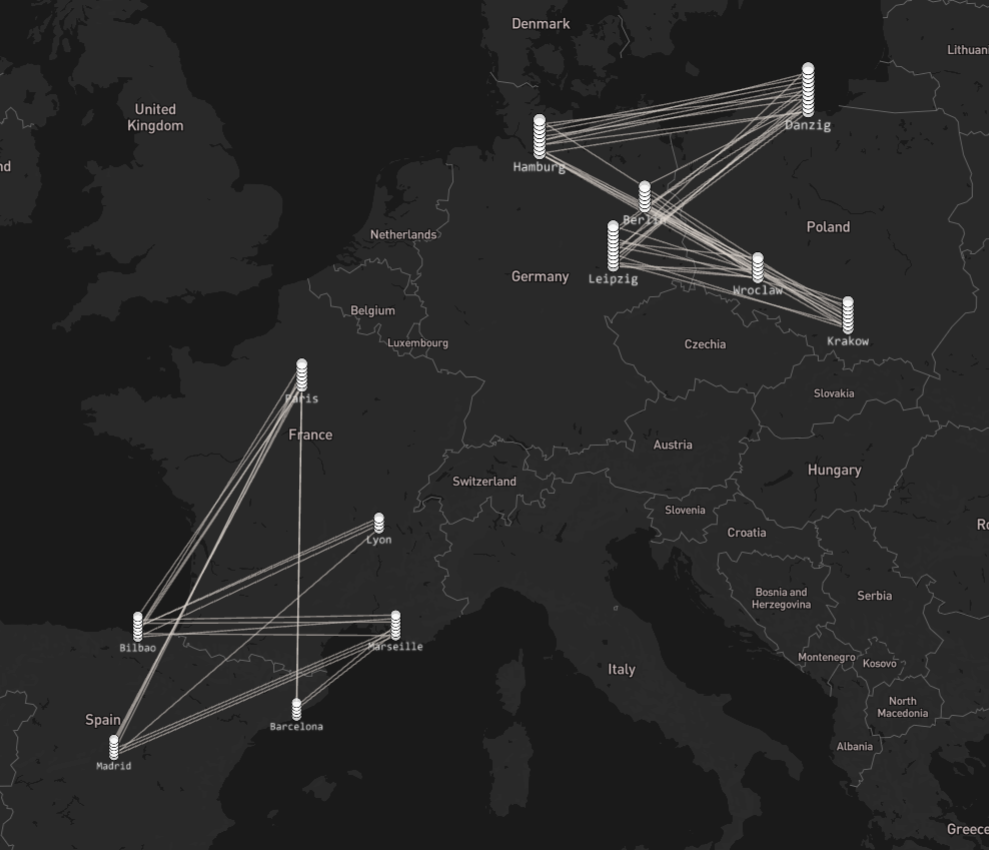 Denmark
Lithuani
United
Kingdom
Danzig
nd
Hamburg
Berlin
Poland
Netherlands
Germany
Leipzig
Wroclaw
Belgium
Luxembourg
Czechia
Krakow
Paris
Slovakia
France
Austria
Hungary
Switzerland
Slovenia
Ro
Croatia
Lyon
Bosnia and
Herzegovina
Serbia
Bilbao
Marseille
Montenegro
Kosovo
Italy
North
Macedonia
Spain
Barcelona
Albania
Madrid
Greece